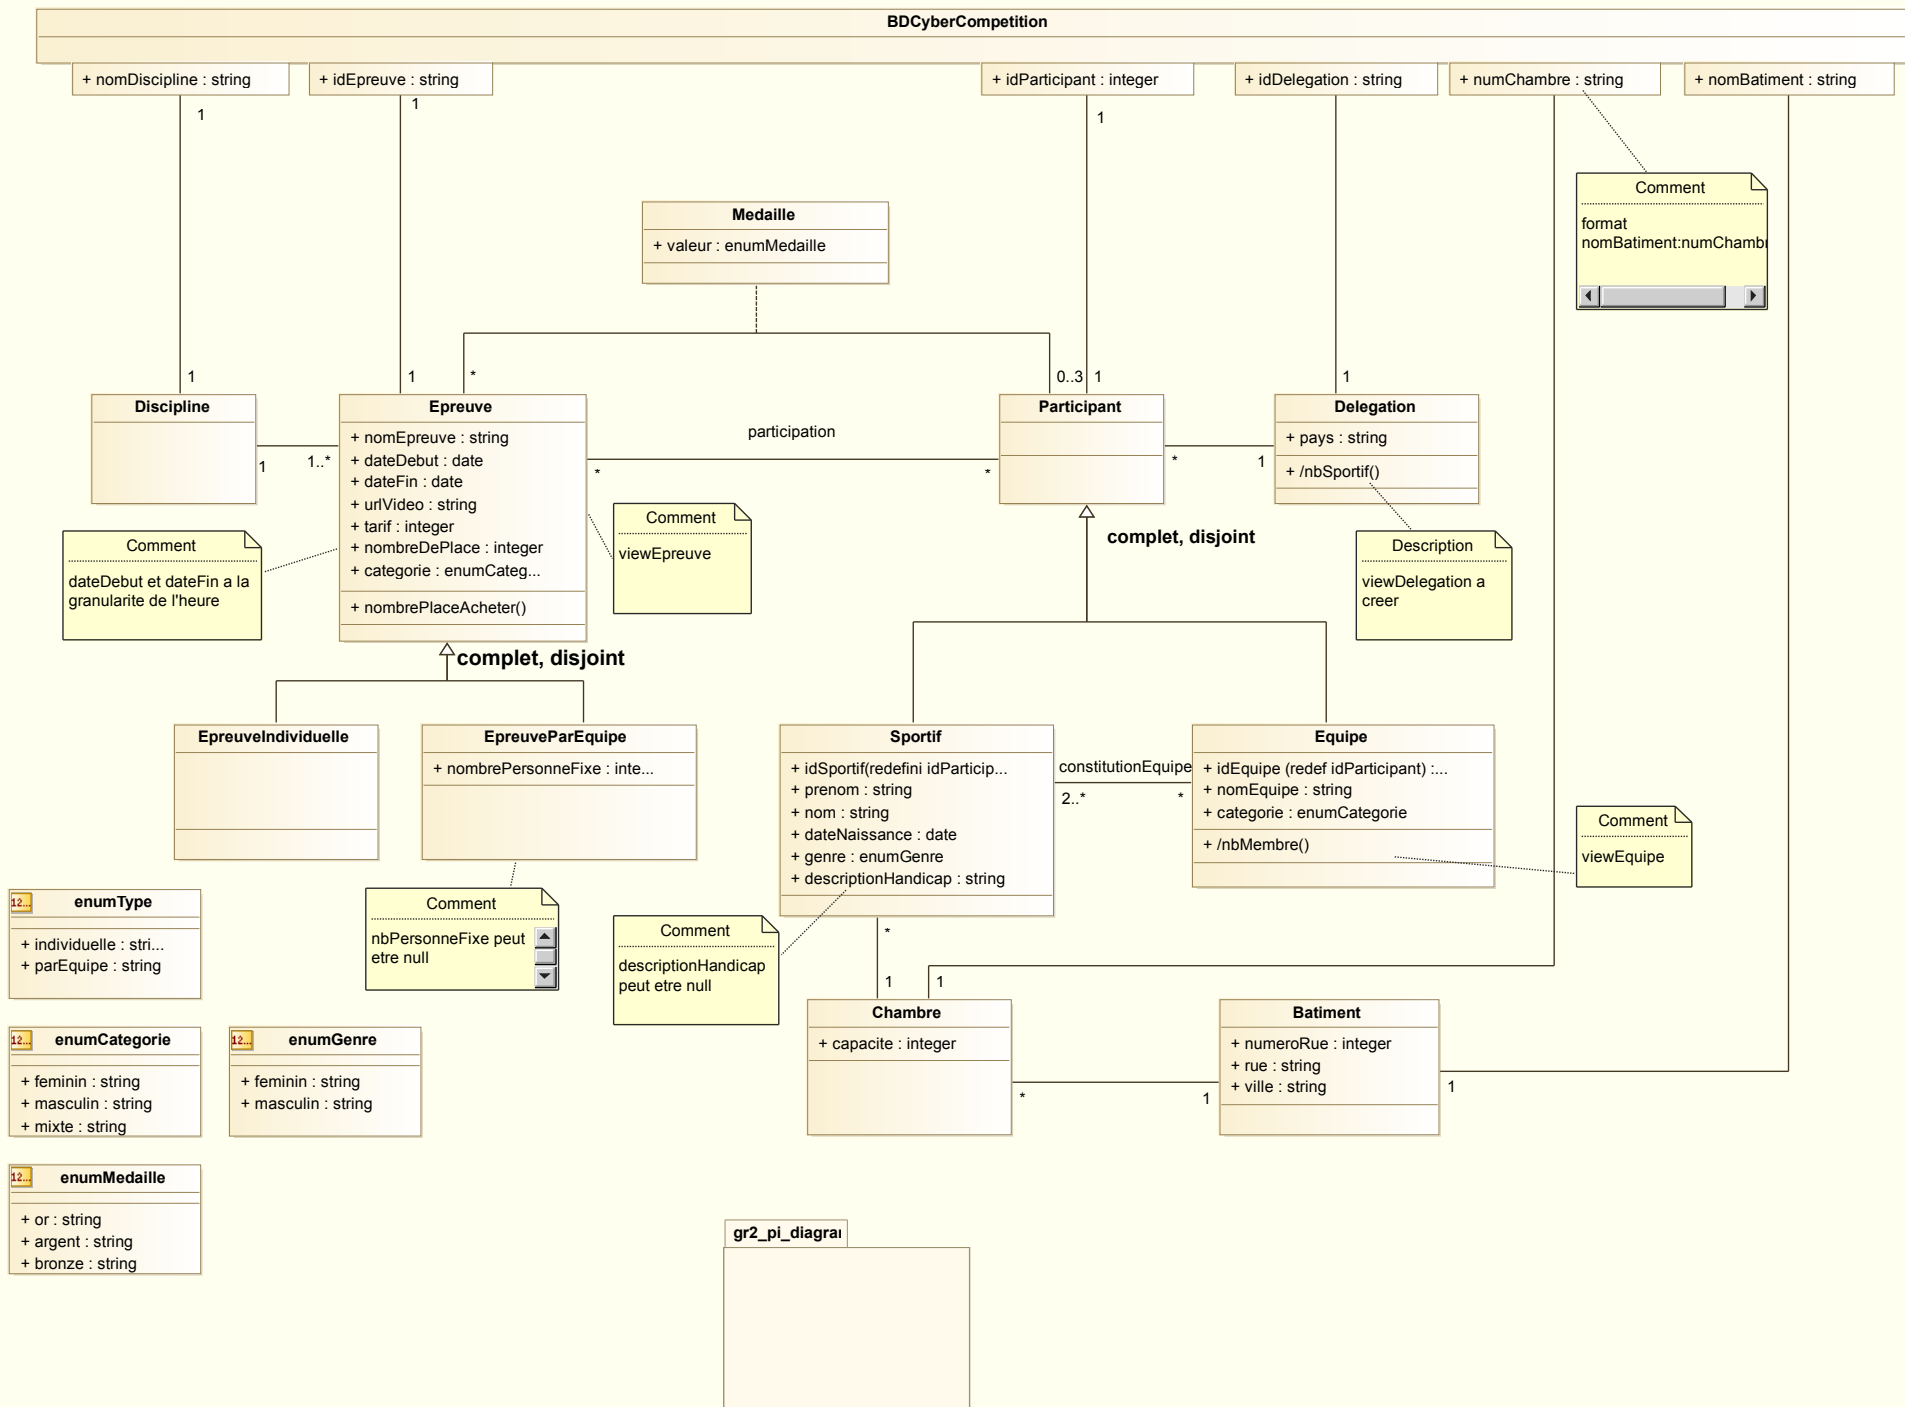 BDCyberCompetition
+ nomDiscipline : string
+ idEpreuve : string
+ idParticipant : integer
+ idDelegation : string
+ numChambre : string
+ nomBatiment : string
1
1
1
Comment
format
nomBatiment:numChambr
Medaille
+ valeur : enumMedaille
1
1
*
0..3
1
1
Discipline
Epreuve
+ nomEpreuve : string
+ dateDebut : date
+ dateFin : date
+ urlVideo : string
+ tarif : integer
+ nombreDePlace : integer
+ categorie : enumCateg...
+ nombrePlaceAcheter()
participation
Participant
Delegation
+ pays : string
+ /nbSportif()
1
1..*
*
*
*
1
Comment
dateDebut et dateFin a la
granularite de l'heure
Comment
viewEpreuve
complet, disjoint
Description
viewDelegation a
creer
complet, disjoint
EpreuveIndividuelle
EpreuveParEquipe
+ nombrePersonneFixe : inte...
Sportif
+ idSportif(redefini idParticip...
+ prenom : string
+ nom : string
+ dateNaissance : date
+ genre : enumGenre
+ descriptionHandicap : string
constitutionEquipe
2..*
*
Equipe
+ idEquipe (redef idParticipant) :...
+ nomEquipe : string
+ categorie : enumCategorie
+ /nbMembre()
Comment
viewEquipe
Comment
nbPersonneFixe peut
etre null
Comment
descriptionHandicap
peut etre null
12...
enumType
+ individuelle : stri...
+ parEquipe : string
*
1
1
Chambre
+ capacite : integer
Batiment
+ numeroRue : integer
+ rue : string
+ ville : string
*
1
1
12...
enumCategorie
+ feminin : string
+ masculin : string
+ mixte : string
12...
enumGenre
+ feminin : string
+ masculin : string
12...
enumMedaille
+ or : string
+ argent : string
+ bronze : string
gr2_pi_diagra